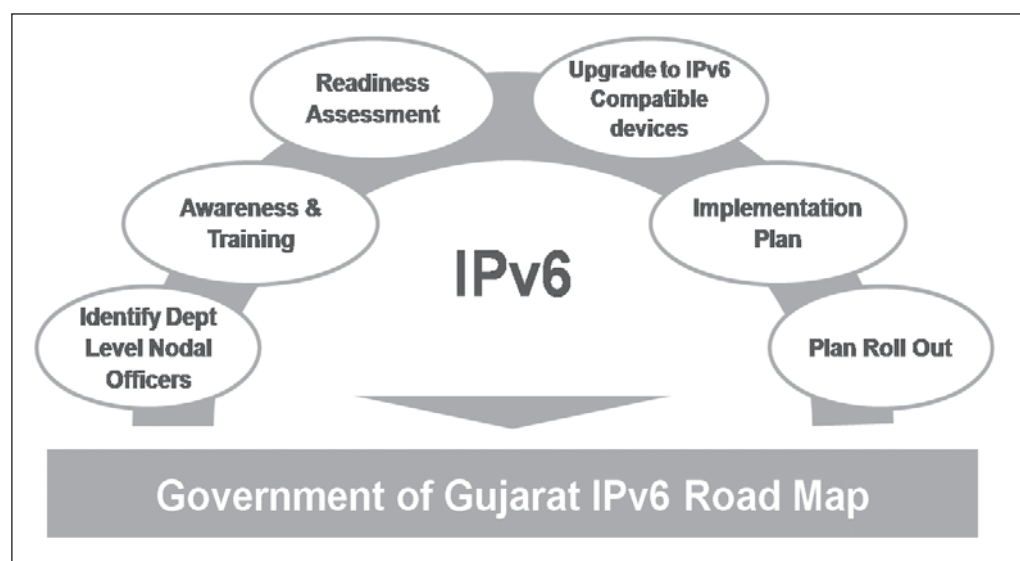 Identify Dept
Level Nodal
Officers
Awareness &
Training
Readiness
Assessment
Upgrade to IPv6
Compatible
devices
Implementation
Plan
Plan Roll Out
IPv6
Government of Gujarat IPv6 Road Map